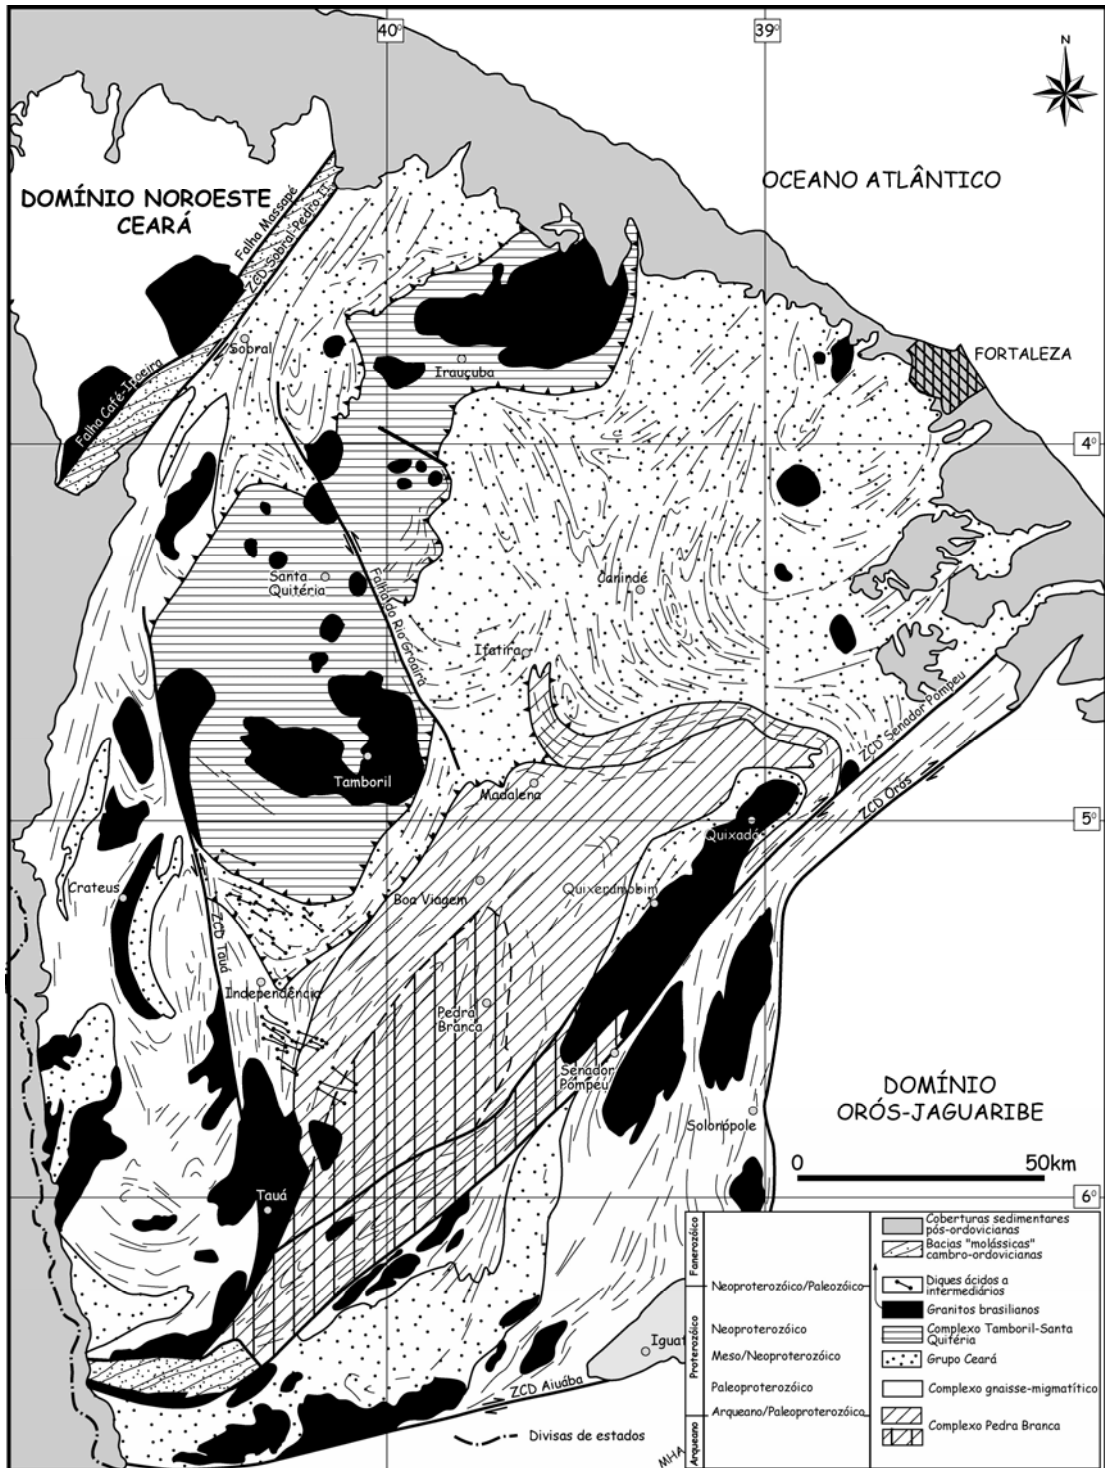 40°
39°
N
OCEANO ATLÂNTICO
DOMÍNIO NOROESTE
CEARÁ
Falha Massapé
ZCD Sobral-Pedro II
Sobral
Irauçuba
FORTALEZA
Falha Café-Ipoeira
4°
Santa
Quitéria
Falha do Rio Groaíra
Canindé
Ifatira
ZCD Senador Pompeu
ZCD Orós
Tamboril
Madalena
5°
Quixadá
Crateus
Boa Viagem
Quixeramobim
ZCD Tauá
Independência
Pedra
Branca
Senador
Pompeu
DOMÍNIO
ORÓS-JAGUARIBE
Solonópole
0
50km
Tauá
6°
Iguat
ZCD Aiuába
Divisas de estados
MHA
Fanerozóico
Proterozóico
Arqueano
Neoproterozóico/Paleozóico
Neoproterozóico
Meso/Neoproterozóico
Paleoproterozóico
Arqueano/Paleoproterozóico
Coberturas sedimentares
pós-ordovicianas
Bacias "molássicas"
cambro-ordovicianas
Diques ácidos a
intermediários
Granitos brasilianos
Complexo Tamboril-Santa
Quitéria
Grupo Ceará
Complexo gnaisse-migmatítico
Complexo Pedra Branca